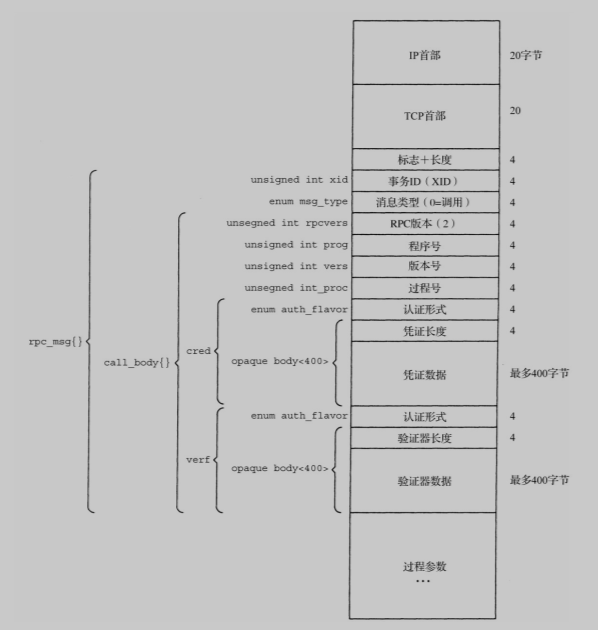 IP首部 20字节
TCP首部 20
标志+长度 4
unsigned int xid 事务ID(XID) 4
enum msg_type 消息类型(0=调用) 4
unsegned int rpcvers RPC版本(2) 4
unsigned int prog 程序号 4
unsigned int vers 版本号 4
unsegned int_proc 过程号 4
enum auth_flavor 认证形式 4
凭证长度 4
rpc_msg{} call_body{} cred opaque body<400> 凭证数据 最多400字节
enum auth_flavor 认证形式 4
验证器长度 4
verf opaque body<400> 验证器数据 最多400字节
过程参数
•••